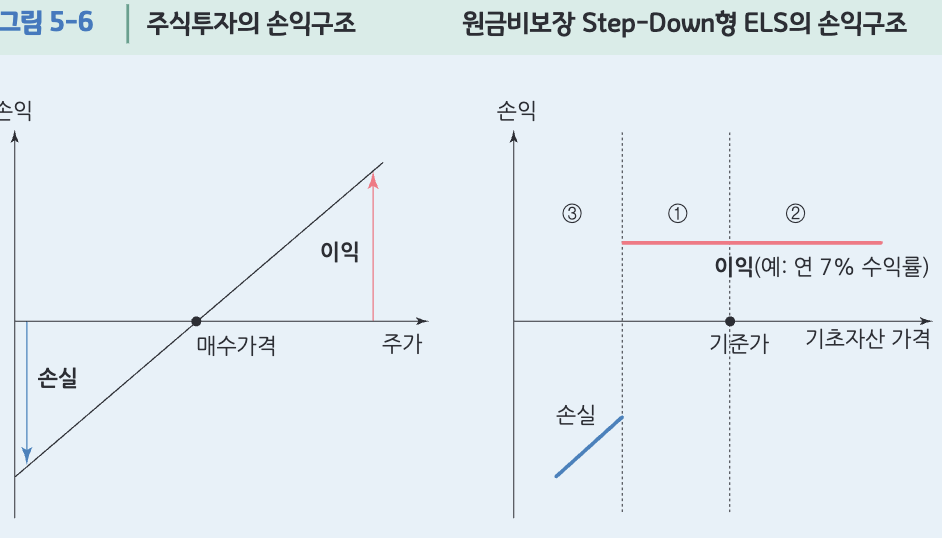 그림 5-6 주식투자의 손익구조 원금비보장 Step-Down형 ELS의 손익구조
손익
이익
매수가격
주가
손실
손익
③ ① ②
이익(예: 연 7% 수익률)
기준가
기초자산 가격
손실